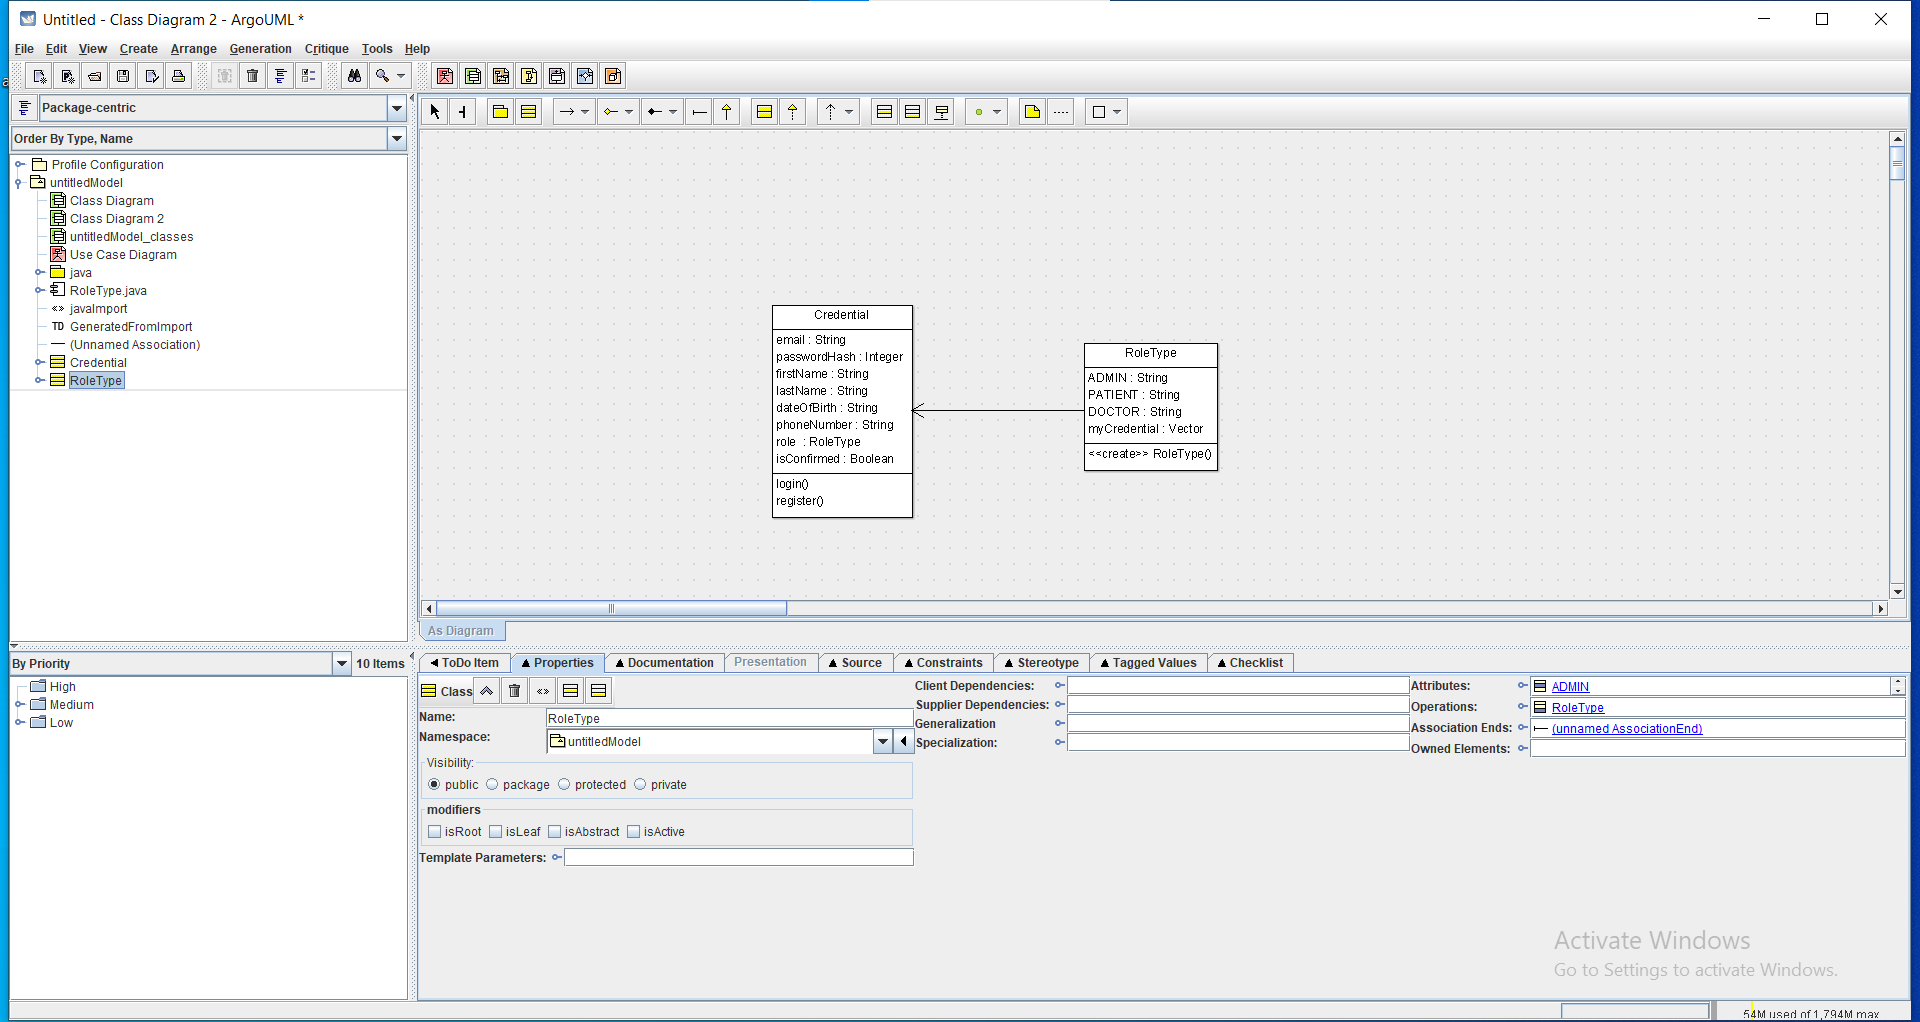 Untitled - Class Diagram 2 - ArgoUML *
File Edit View Create Arrange Generation Critique Tools Help
Package-centric
Order By Type, Name
Profile Configuration
untitledModel
Class Diagram
Class Diagram 2
untitledModel_classes
Use Case Diagram
java
RoleType.java
«» javaImport
TD GeneratedFromImport
(Unnamed Association)
Credential
RoleType
Credential
email : String
passwordHash : Integer
firstName : String
lastName : String
dateOfBirth : String
phoneNumber : String
role : RoleType
isConfirmed : Boolean
login()
register()
RoleType
ADMIN : String
PATIENT : String
DOCTOR : String
myCredential : Vector
<<create>> RoleType()
As Diagram
By Priority
10 Items
High
Medium
Low
ToDo Item Properties Documentation Presentation Source Constraints Stereotype Tagged Values Checklist
Class
Name: RoleType
Namespace: untitledModel
Visibility:
public package protected private
modifiers
isRoot isLeaf isAbstract isActive
Template Parameters:
Client Dependencies:
Supplier Dependencies:
Generalization
Specialization:
Attributes: ADMIN
Operations: RoleType
Association Ends: (unnamed AssociationEnd)
Owned Elements:
Activate Windows
Go to Settings to activate Windows.
54M used of 1,794M max